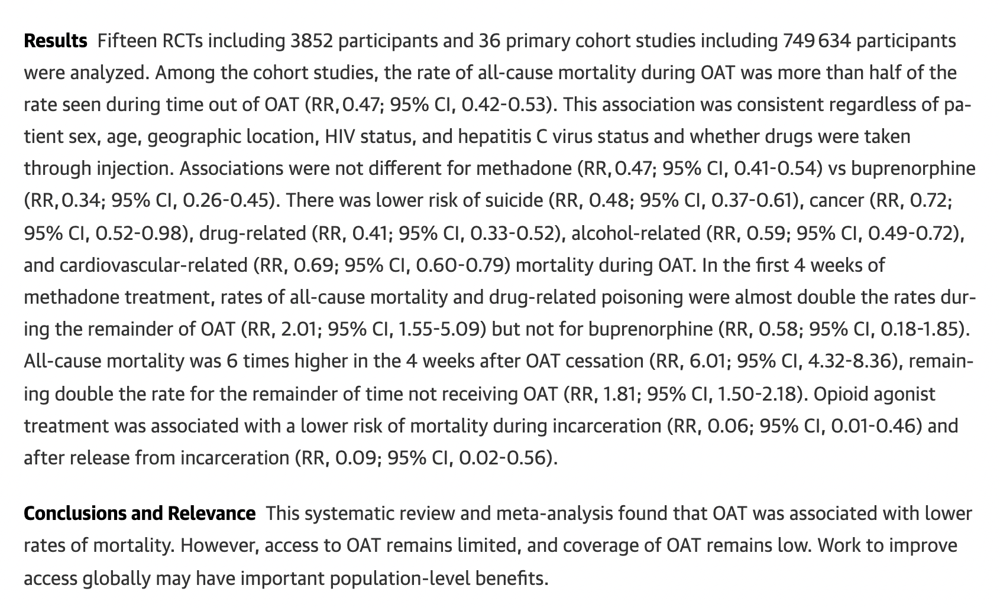 Results Fifteen RCTs including 3852 participants and 36 primary cohort studies including 749 634 participants
were analyzed. Among the cohort studies, the rate of all-cause mortality during OAT was more than half of the
rate seen during time out of OAT (RR, 0.47; 95% CI, 0.42-0.53). This association was consistent regardless of pa-
tient sex, age, geographic location, HIV status, and hepatitis C virus status and whether drugs were taken
through injection. Associations were not different for methadone (RR, 0.47; 95% CI, 0.41-0.54) vs buprenorphine
(RR, 0.34; 95% CI, 0.26-0.45). There was lower risk of suicide (RR, 0.48; 95% CI, 0.37-0.61), cancer (RR, 0.72;
95% CI, 0.52-0.98), drug-related (RR, 0.41; 95% CI, 0.33-0.52), alcohol-related (RR, 0.59; 95% CI, 0.49-0.72),
and cardiovascular-related (RR, 0.69; 95% CI, 0.60-0.79) mortality during OAT. In the first 4 weeks of
methadone treatment, rates of all-cause mortality and drug-related poisoning were almost double the rates dur-
ing the remainder of OAT (RR, 2.01; 95% CI, 1.55-5.09) but not for buprenorphine (RR, 0.58; 95% CI, 0.18-1.85).
All-cause mortality was 6 times higher in the 4 weeks after OAT cessation (RR, 6.01; 95% CI, 4.32-8.36), remain-
ing double the rate for the remainder of time not receiving OAT (RR, 1.81; 95% CI, 1.50-2.18). Opioid agonist
treatment was associated with a lower risk of mortality during incarceration (RR, 0.06; 95% CI, 0.01-0.46) and
after release from incarceration (RR, 0.09; 95% CI, 0.02-0.56).
Conclusions and Relevance This systematic review and meta-analysis found that OAT was associated with lower
rates of mortality. However, access to OAT remains limited, and coverage of OAT remains low. Work to improve
access globally may have important population-level benefits.